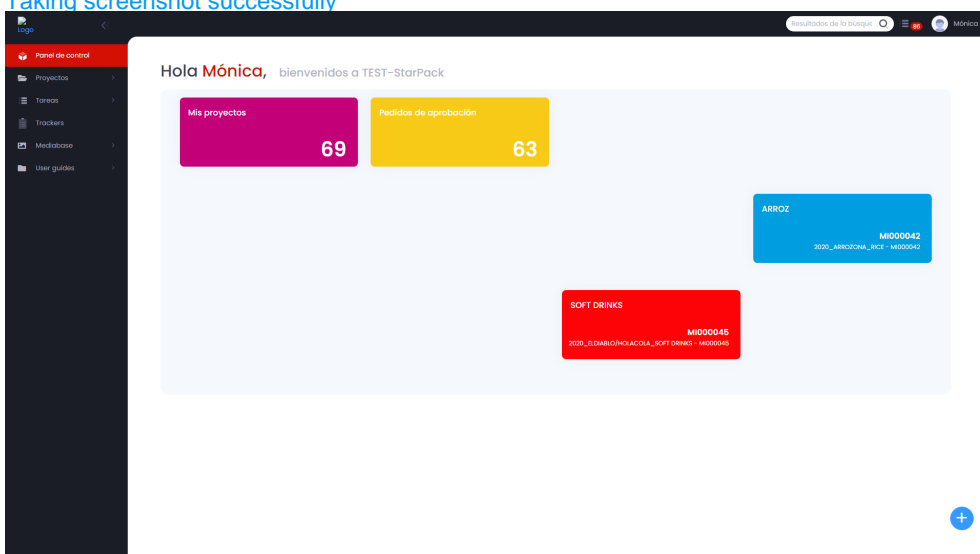 Taking screenshot successfully
Logo
Resultados de la búsque
86
Mónica
Panel de control
Proyectos
Tareas
Trackers
Mediabase
User guides
Hola Mónica, bienvenidos a TEST-StarPack
Mis proyectos
69
Pedidos de aprobación
63
ARROZ
MI000042
2020_ARROZONA_RICE - MI000042
SOFT DRINKS
MI000045
2020_ELDIABLO/HOLACOLA_SOFT DRINKS - MI000045